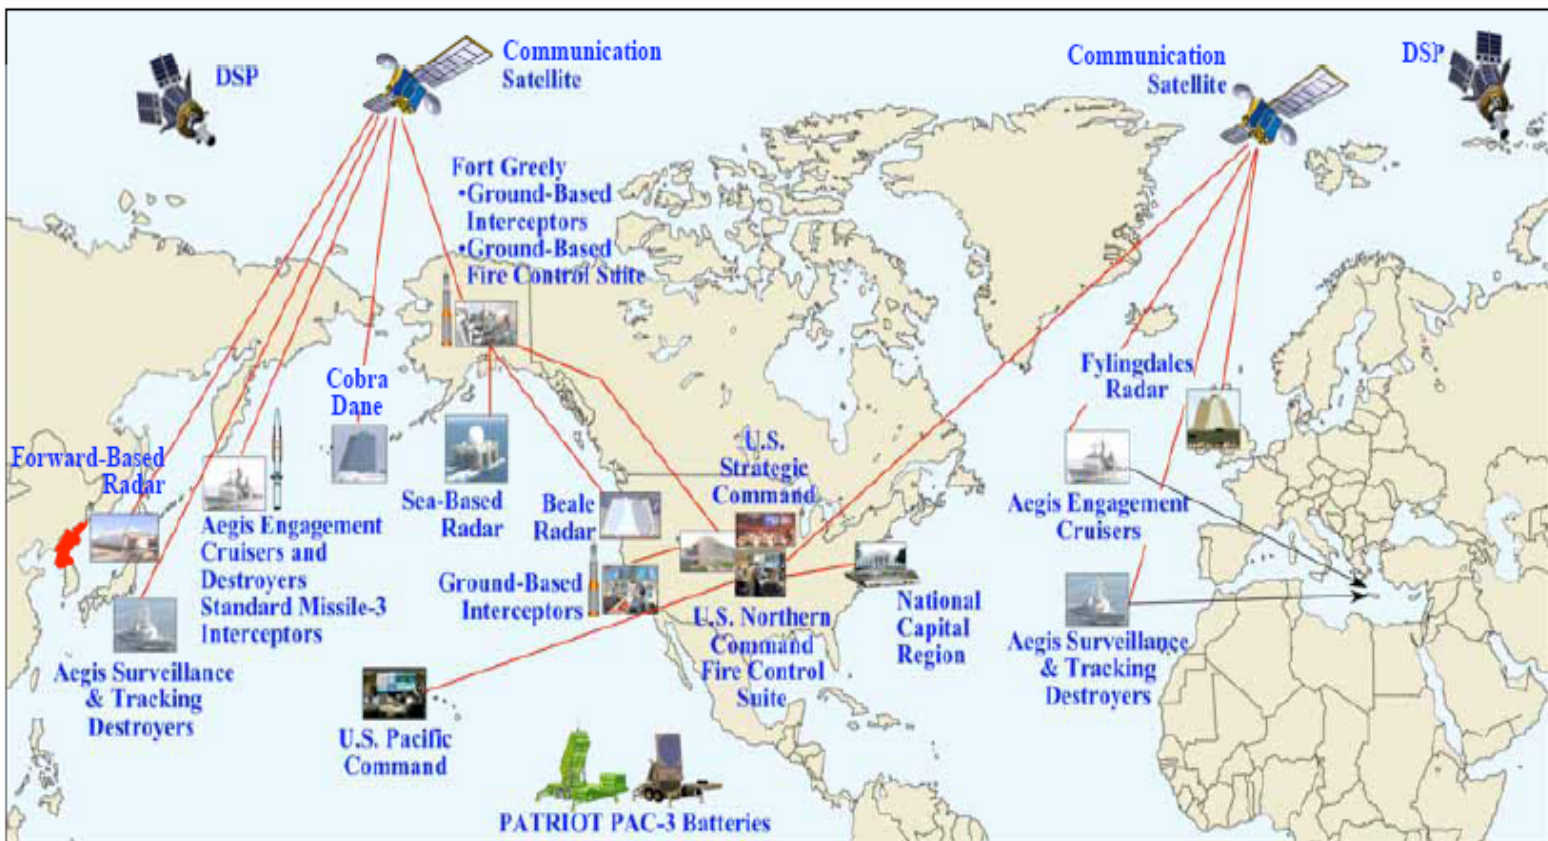 DSP
Communication
Satellite
Communication
Satellite
DSP
Fort Greely
•Ground-Based
Interceptors
•Ground-Based
Fire Control Suite
Cobra
Dane
Fylingdales
Radar
Forward-Based
Radar
Aegis Engagement
Cruisers and
Destroyers
Standard Missile-3
Interceptors
Sea-Based
Radar
Beale
Radar
U.S.
Strategic
Command
Aegis Engagement
Cruisers
Ground-Based
Interceptors
U.S. Northern
Command
Fire Control
Suite
National
Capital
Region
Aegis Surveillance
& Tracking
Destroyers
Aegis Surveillance
& Tracking
Destroyers
U.S. Pacific
Command
PATRIOT PAC-3 Batteries